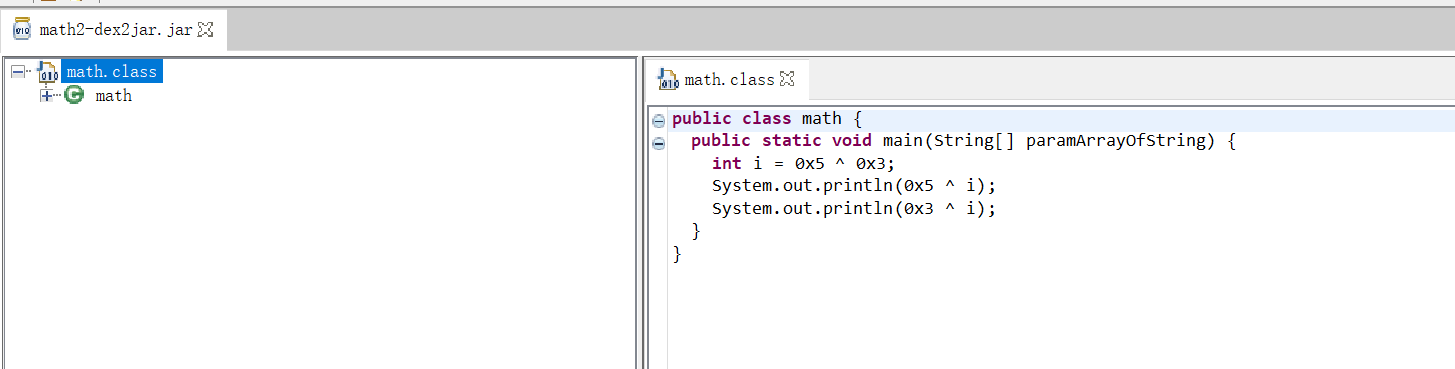 math2-dex2jar.jar
math.class
math
math.class
public class math {
public static void main(String[] paramArrayOfString) {
int i = 0x5 ^ 0x3;
System.out.println(0x5 ^ i);
System.out.println(0x3 ^ i);
}
}